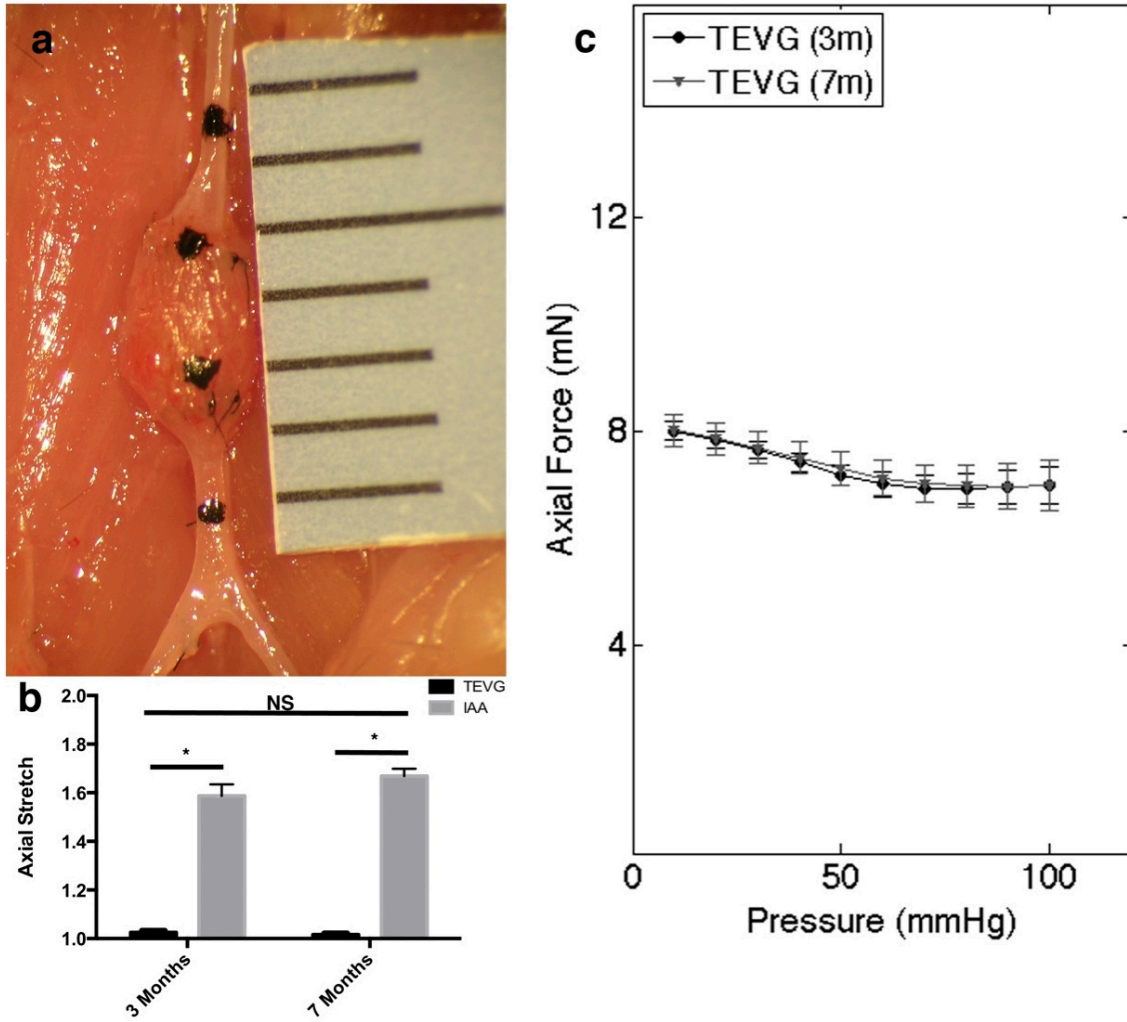 a
b
TEVG
IAA
NS
*
*
2.0
1.8
1.6
1.4
1.2
1.0
Axial Stretch
3 Months
7 Months
c
TEVG (3m)
TEVG (7m)
12
8
4
Axial Force (mN)
0
50
100
Pressure (mmHg)